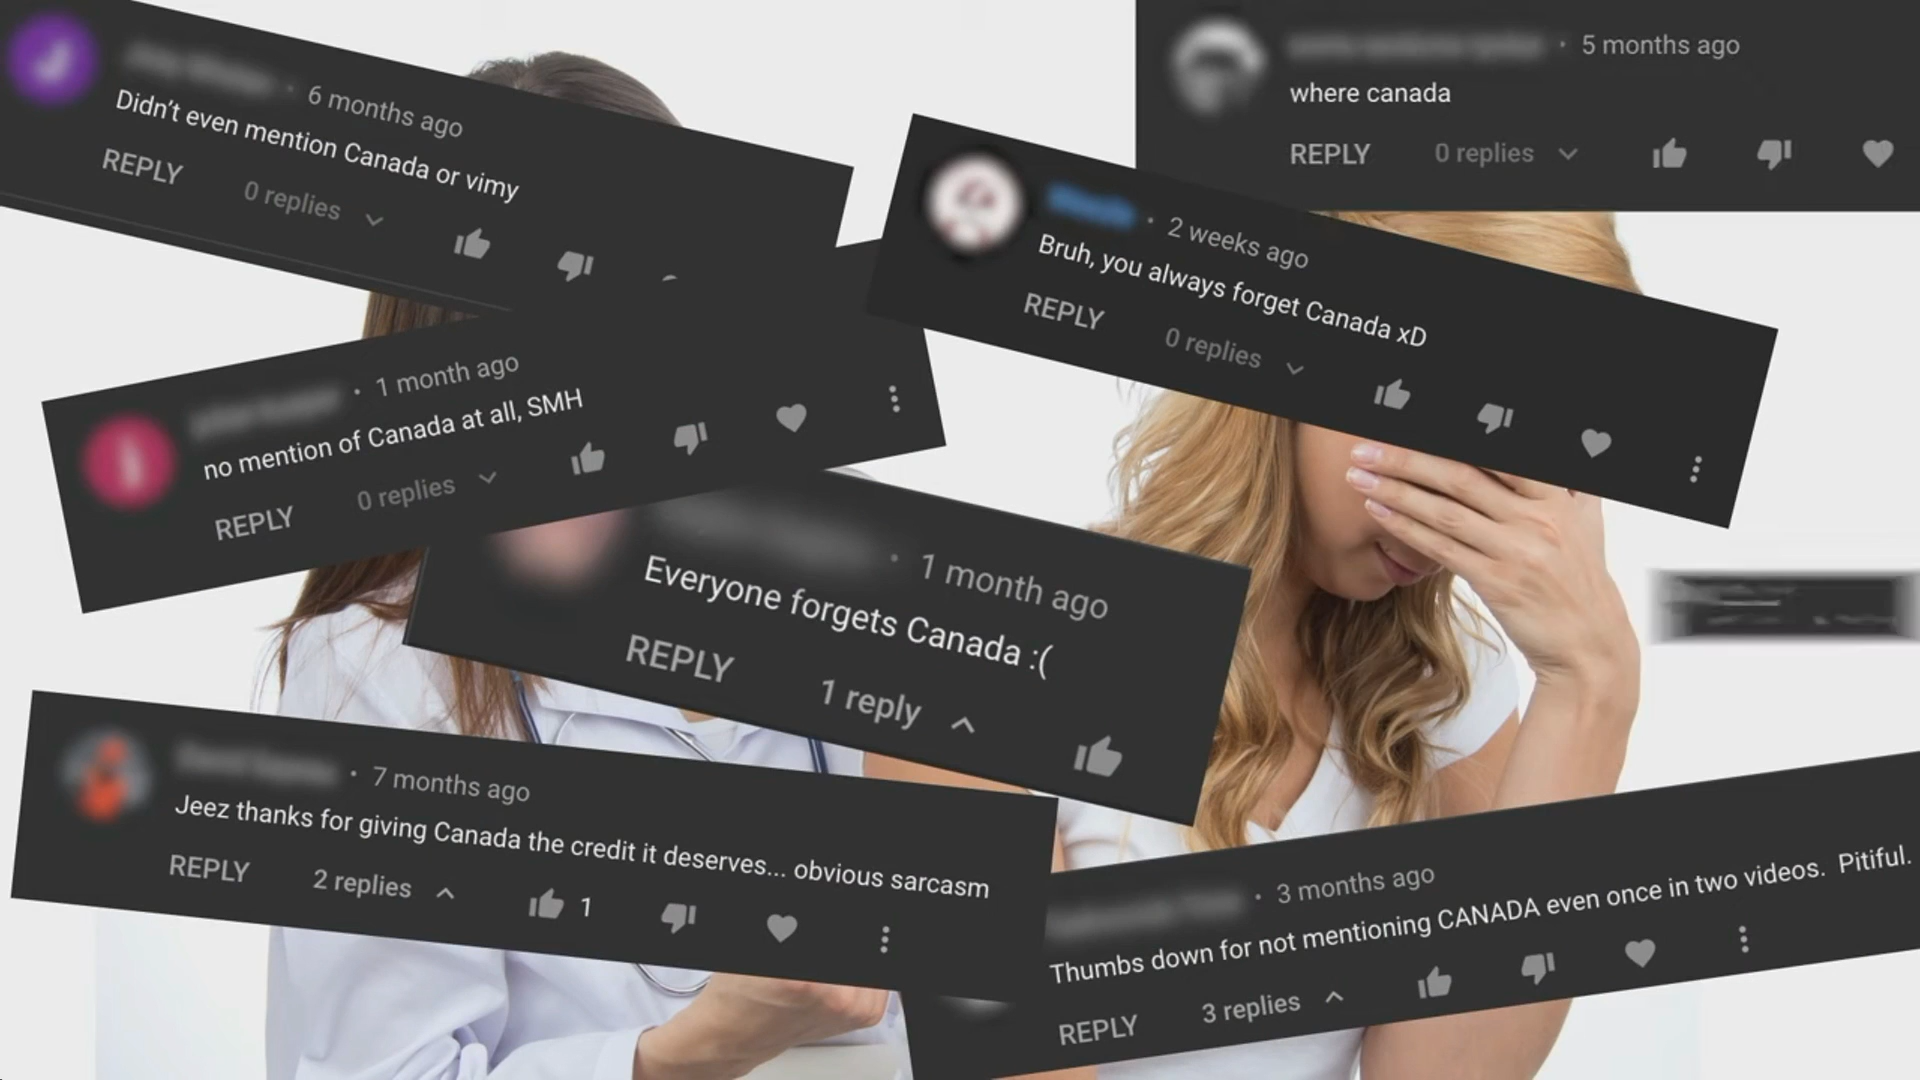 6 months ago
Didn't even mention Canada or vimy
REPLY 0 replies
5 months ago
where canada
REPLY 0 replies
2 weeks ago
Bruh, you always forget Canada xD
REPLY 0 replies
1 month ago
no mention of Canada at all, SMH
REPLY 0 replies
1 month ago
Everyone forgets Canada :(
REPLY 1 reply
7 months ago
Jeez thanks for giving Canada the credit it deserves... obvious sarcasm
REPLY 2 replies 1
3 months ago
Thumbs down for not mentioning CANADA even once in two videos. Pitiful.
REPLY 3 replies